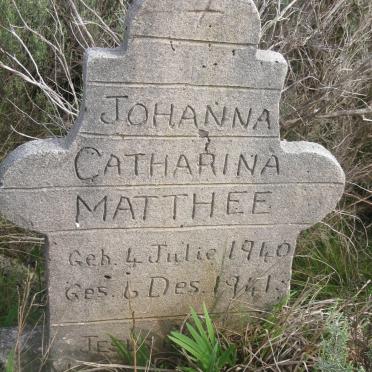 JOHANNA
CATHARINA
MATTHEE
Geb. 4 Julie 1940
Ges. 6 Des. 1941